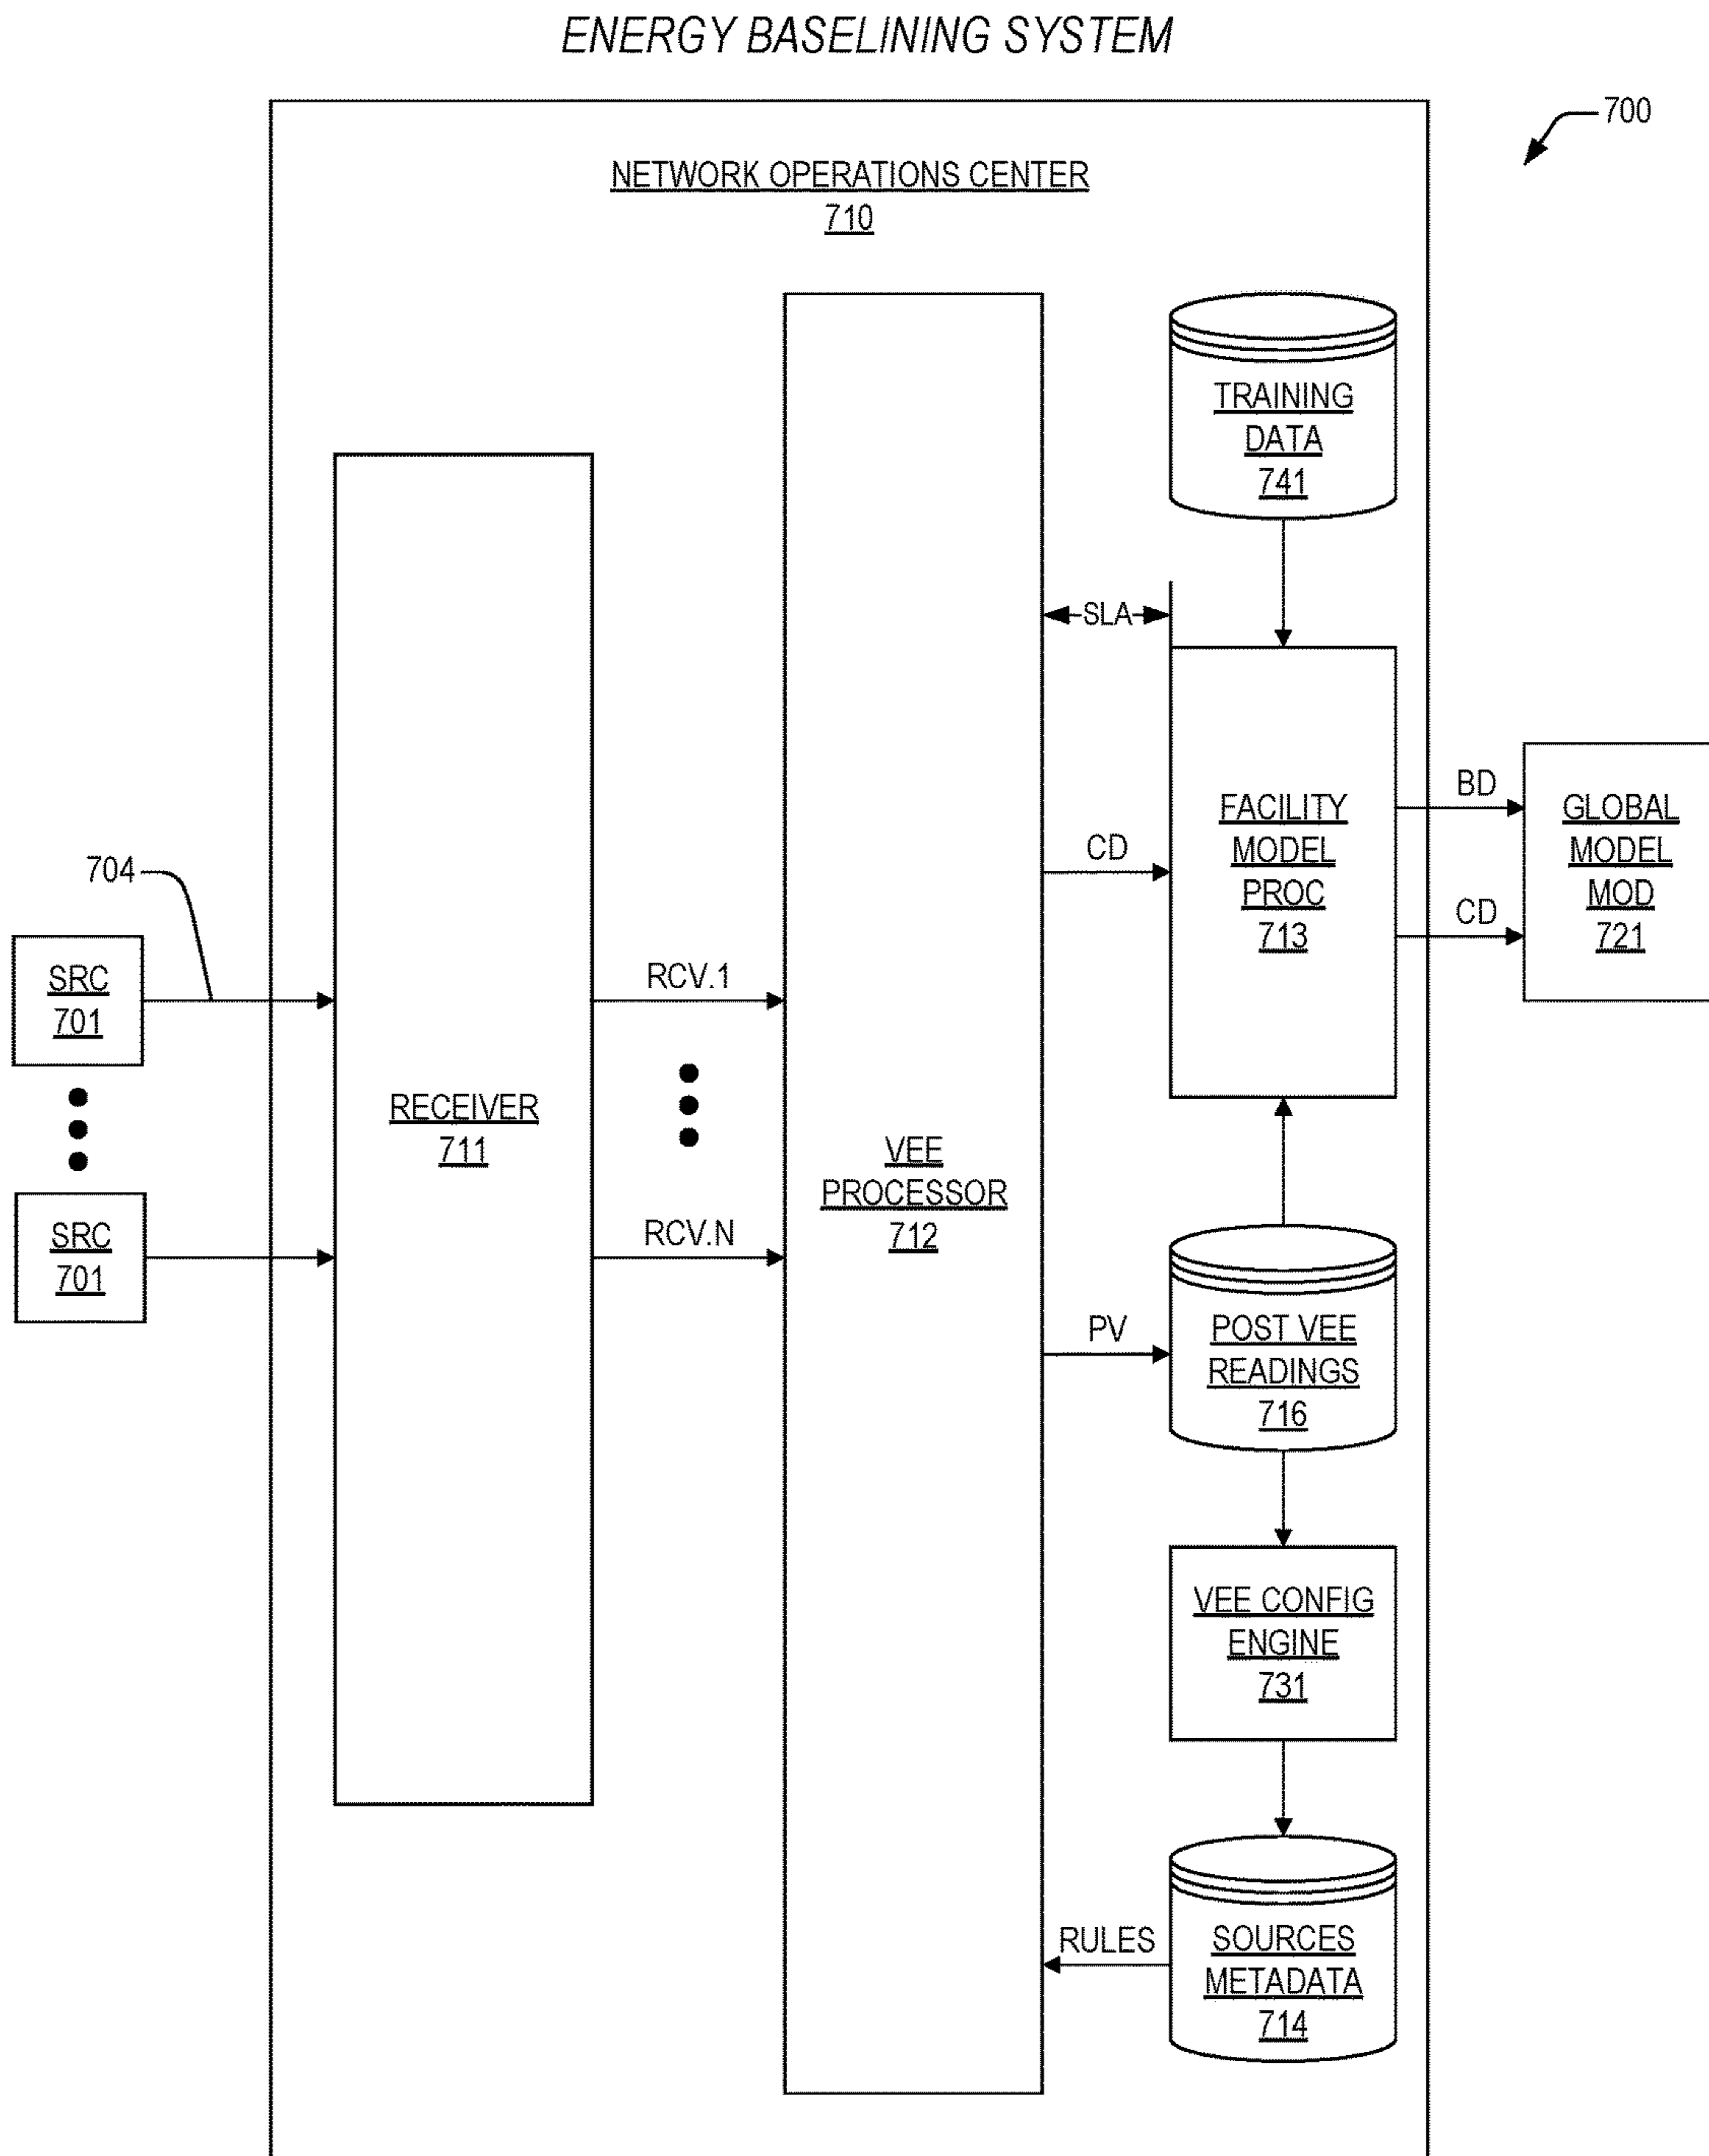 ENERGY BASELINING SYSTEM
700
NETWORK OPERATIONS CENTER
710
TRAINING
DATA
741
SLA
FACILITY
MODEL
PROC
713
BD
CD
GLOBAL
MODEL
MOD
721
CD
704
SRC
701
SRC
701
RECEIVER
711
RCV.1
RCV.N
VEE
PROCESSOR
712
PV
POST VEE
READINGS
716
VEE CONFIG
ENGINE
731
RULES
SOURCES
METADATA
714